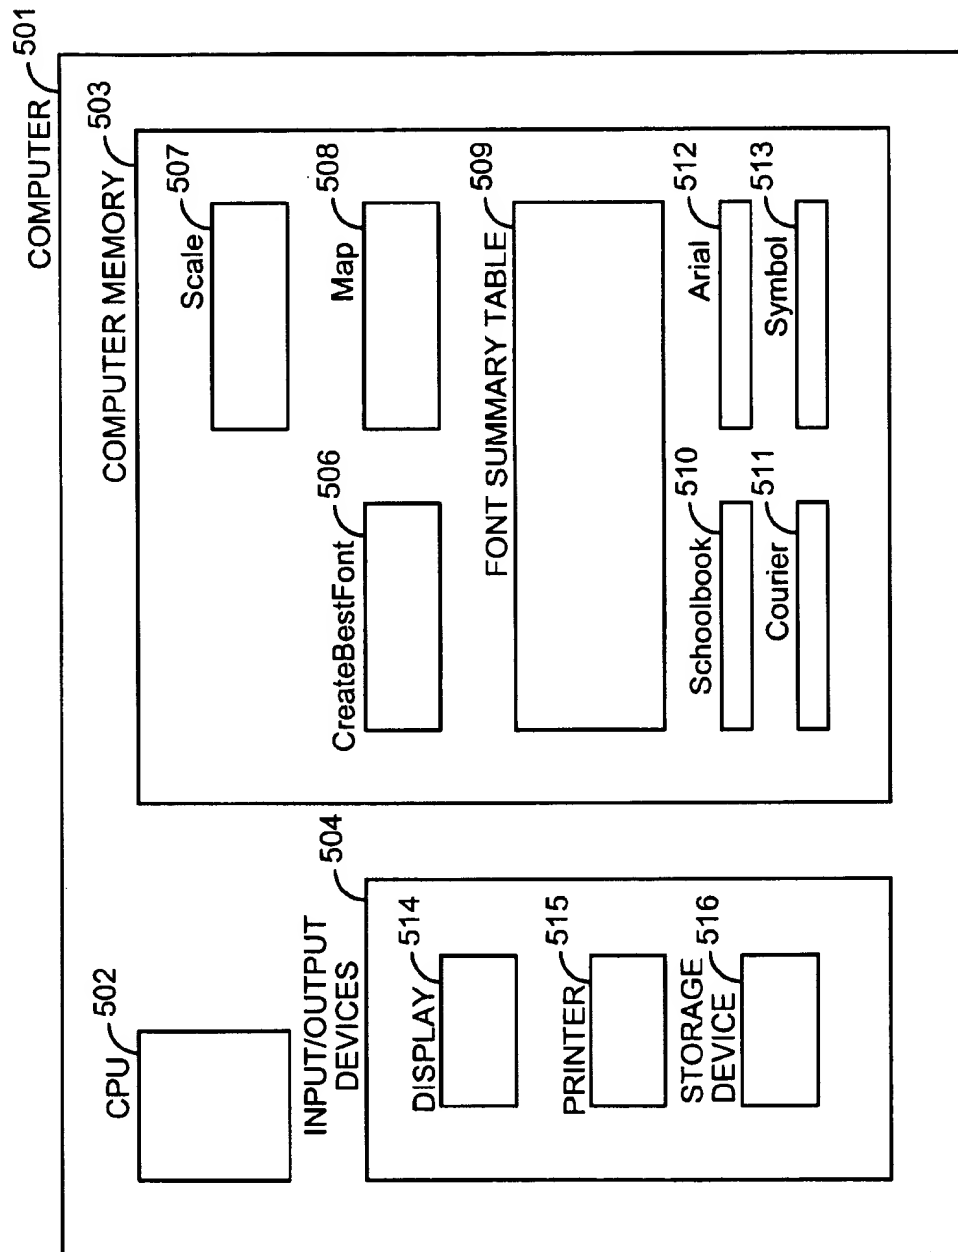 COMPUTER 501
CPU 502
COMPUTER MEMORY 503
Scale 507
CreateBestFont 506
Map 508
FONT SUMMARY TABLE 509
Schoolbook 510
Arial 512
Courier 511
Symbol 513
INPUT/OUTPUT
DEVICES 504
DISPLAY 514
PRINTER 515
STORAGE
DEVICE 516